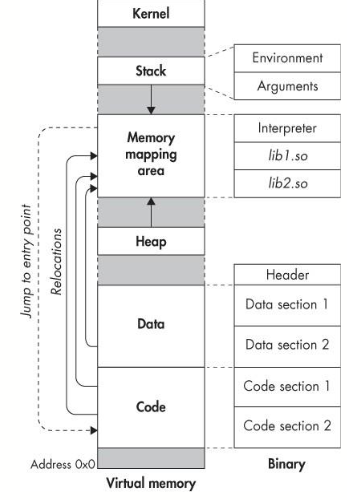 Kernel
Stack
Environment
Arguments
Memory
mapping
area
Interpreter
lib1.so
lib2.so
Jump to entry point
Relocations
Heap
Header
Data
Data section 1
Data section 2
Code
Code section 1
Code section 2
Address 0x0
Virtual memory
Binary